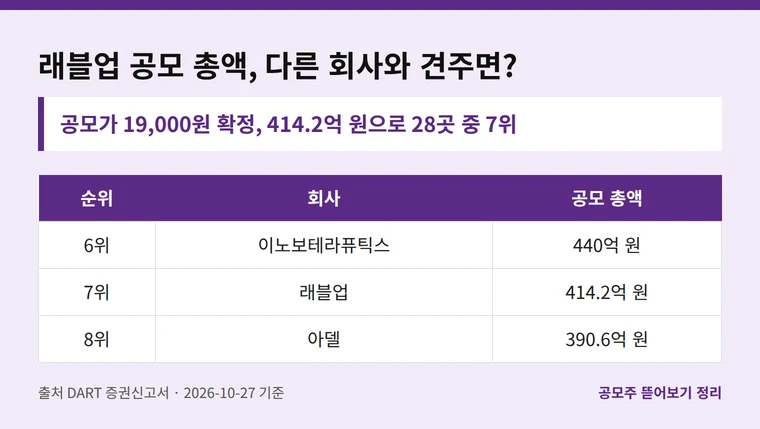 래블업 공모 총액, 다른 회사와 견주면?
공모가 19,000원 확정, 414.2억 원으로 28곳 중 7위
순위 회사 공모 총액
6위 이노보테라퓨틱스 440억 원
7위 래블업 414.2억 원
8위 아델 390.6억 원
출처 DART 증권신고서 · 2026-10-27 기준 공모주 뜯어보기 정리